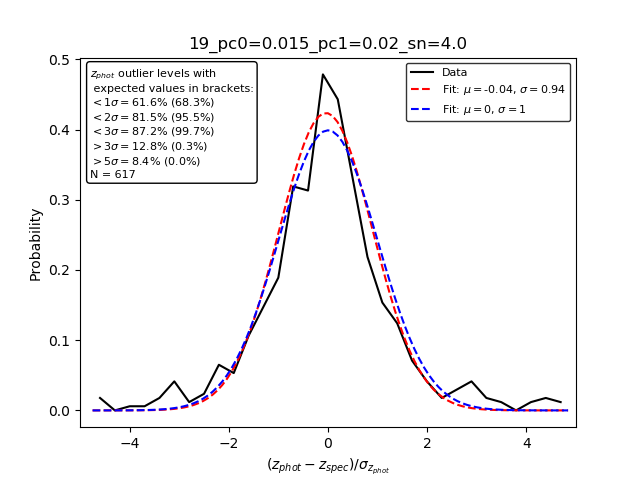 19_pc0=0.015_pc1=0.02_sn=4.0
z_phot outlier levels with
expected values in brackets:
<1σ=61.6% (68.3%)
<2σ=81.5% (95.5%)
<3σ=87.2% (99.7%)
>3σ=12.8% (0.3%)
>5σ=8.4% (0.0%)
N = 617
Data
Fit: μ=-0.04, σ=0.94
Fit: μ=0, σ=1
Probability
0.5
0.4
0.3
0.2
0.1
0.0
−4 −2 0 2 4
(z_phot − z_spec)/σ_z_phot